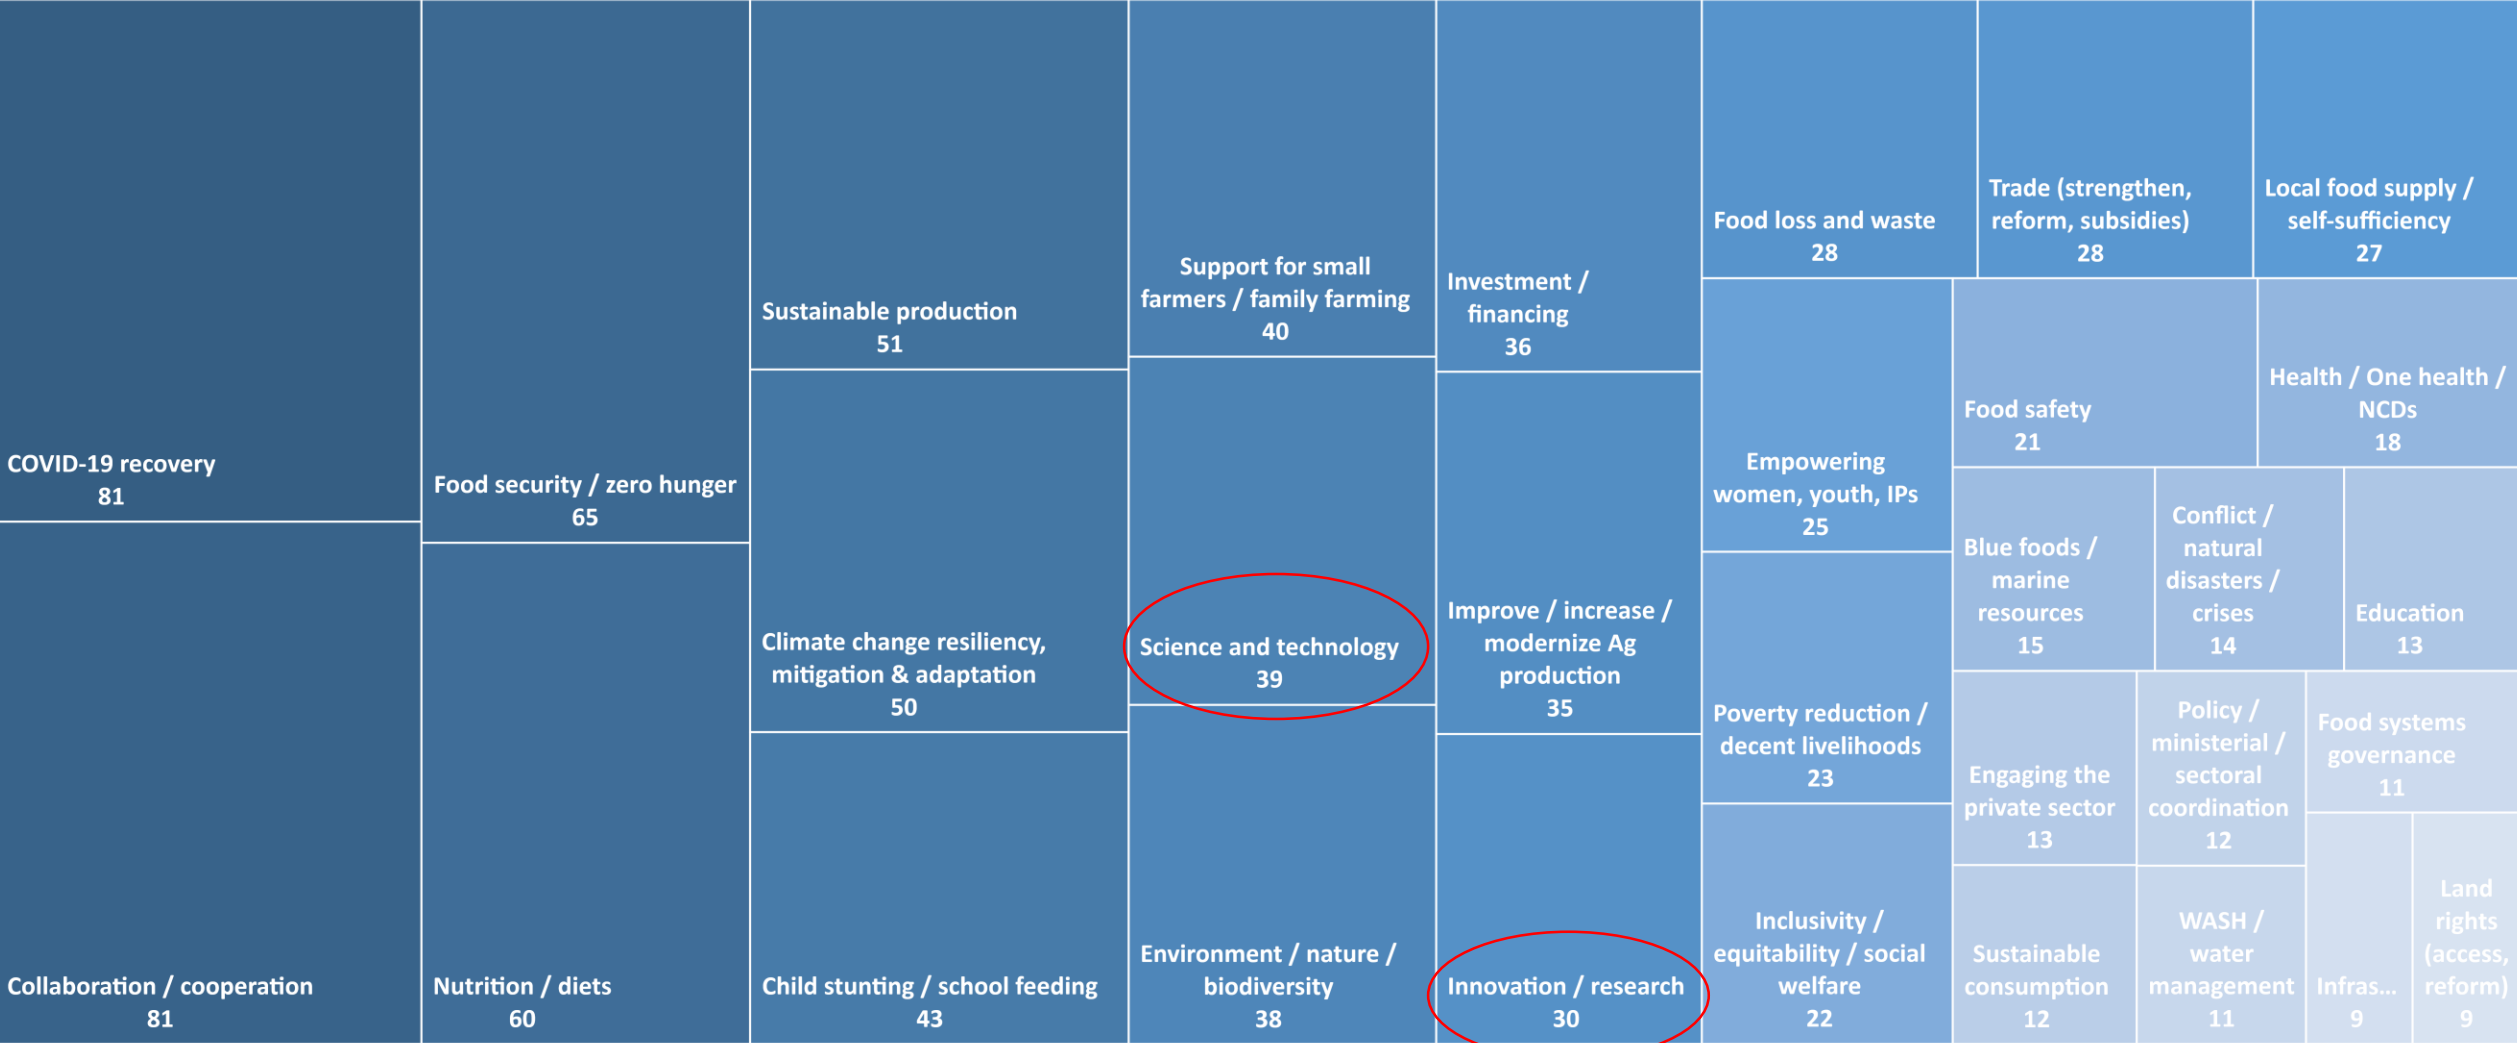 COVID-19 recovery
81
Collaboration / cooperation
81
Food security / zero hunger
65
Nutrition / diets
60
Sustainable production
51
Climate change resiliency,
mitigation & adaptation
50
Child stunting / school feeding
43
Support for small
farmers / family farming
40
Science and technology
39
Environment / nature /
biodiversity
38
Investment /
financing
36
Improve / increase /
modernize Ag
production
35
Innovation / research
30
Food loss and waste
28
Trade (strengthen,
reform, subsidies)
28
Local food supply /
self-sufficiency
27
Empowering
women, youth, IPs
25
Poverty reduction /
decent livelihoods
23
Inclusivity /
equitability / social
welfare
22
Food safety
21
Health / One health /
NCDs
18
Blue foods /
marine
resources
15
Conflict /
natural
disasters /
crises
14
Education
13
Engaging the
private sector
13
Sustainable
consumption
12
Policy /
ministerial /
sectoral
coordination
12
WASH /
water
management
11
Food systems
governance
11
Infras...
9
Land
rights
(access,
reform)
9